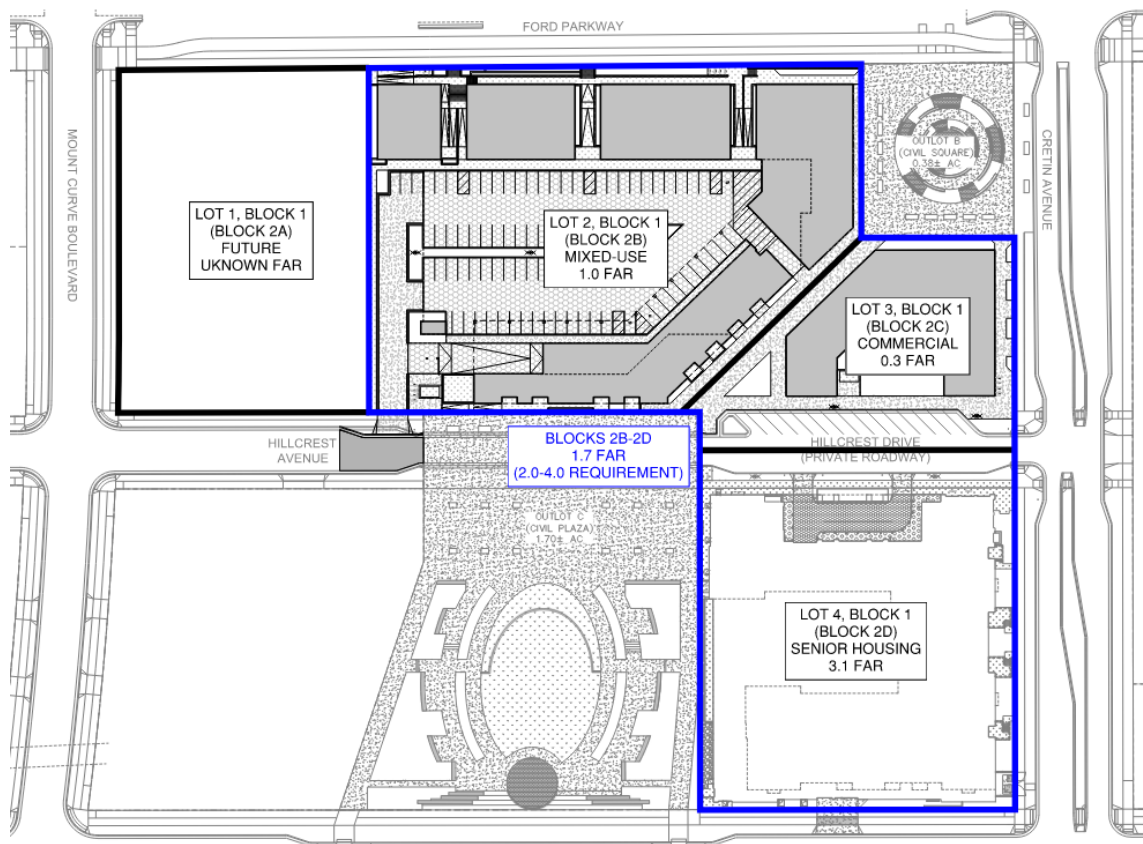 FORD PARKWAY
MOUNT CURVE BOULEVARD
CRETIN AVENUE
OUTLOT B
(CIVIL SQUARE)
0.38± AC
LOT 1, BLOCK 1
(BLOCK 2A)
FUTURE
UKNOWN FAR
LOT 2, BLOCK 1
(BLOCK 2B)
MIXED-USE
1.0 FAR
LOT 3, BLOCK 1
(BLOCK 2C)
COMMERCIAL
0.3 FAR
HILLCREST
AVENUE
BLOCKS 2B-2D
1.7 FAR
(2.0-4.0 REQUIREMENT)
HILLCREST DRIVE
(PRIVATE ROADWAY)
OUTLOT C
(CIVIL PLAZA)
1.70± AC
LOT 4, BLOCK 1
(BLOCK 2D)
SENIOR HOUSING
3.1 FAR